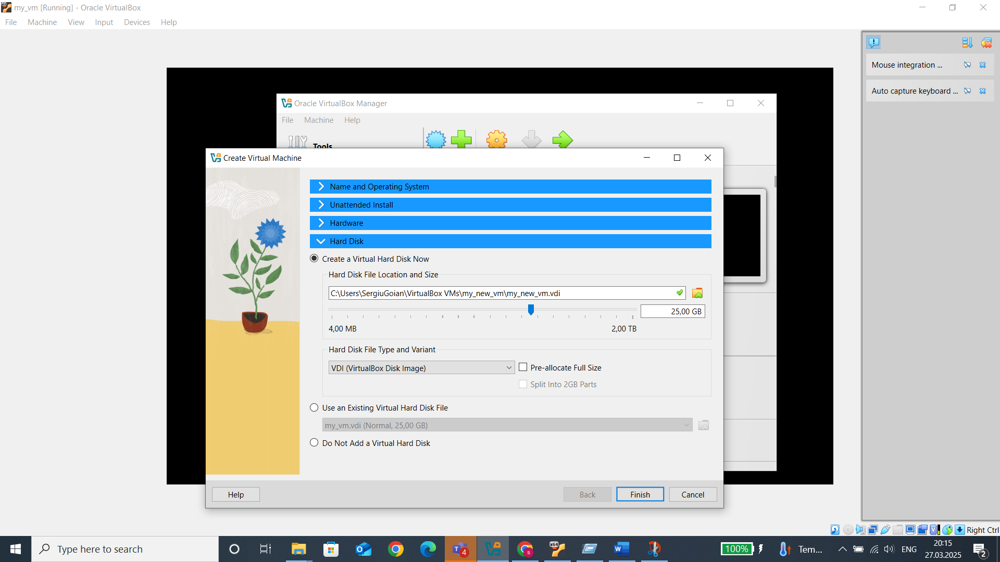 my_vm [Running] - Oracle VirtualBox
File Machine View Input Devices Help
Mouse integration ...
Auto capture keyboard ...
Oracle VirtualBox Manager
File Machine Help
Tools
Create Virtual Machine
Name and Operating System
Unattended Install
Hardware
Hard Disk
Create a Virtual Hard Disk Now
Hard Disk File Location and Size
C:\Users\SergiuGoian\VirtualBox VMs\my_new_vm\my_new_vm.vdi
25,00 GB
4,00 MB 2,00 TB
Hard Disk File Type and Variant
VDI (VirtualBox Disk Image) Pre-allocate Full Size
Split Into 2GB Parts
Use an Existing Virtual Hard Disk File
my_vm.vdi (Normal, 25,00 GB)
Do Not Add a Virtual Hard Disk
Help Back Finish Cancel
Right Ctrl
Type here to search
4
x64
100%
Tem...
ENG
20:15
27.03.2025
2